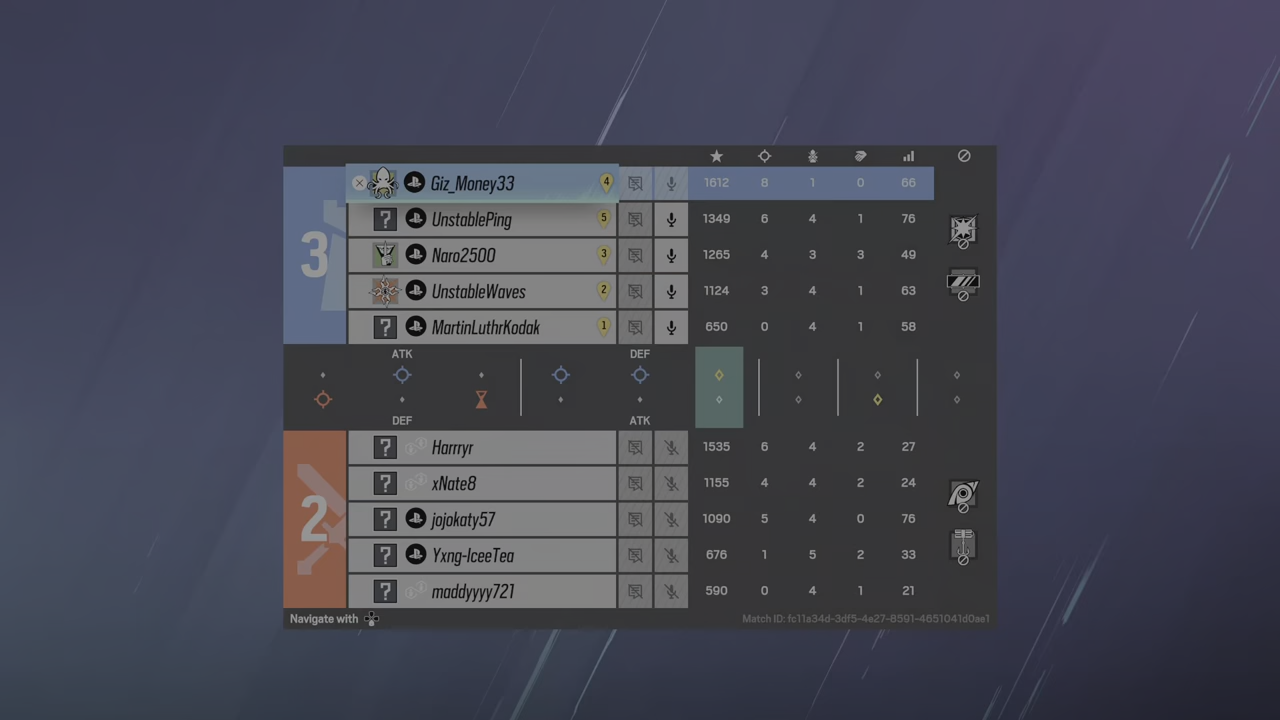 3
Giz_Money33 4 1612 8 1 0 66
? UnstablePing 5 1349 6 4 1 76
Naro2500 3 1265 4 3 3 49
UnstableWaves 2 1124 3 4 1 63
? MartinLuthrKodak 1 650 0 4 1 58
ATK DEF
DEF ATK
2
? Harrryr 1535 6 4 2 27
? xNate8 1155 4 4 2 24
? jojokaty57 1090 5 4 0 76
? Yxng-IceeTea 676 1 5 2 33
? maddyyyy721 590 0 4 1 21
Navigate with Match ID: fc11a34d-3df5-4e27-8591-4651041d0ae1